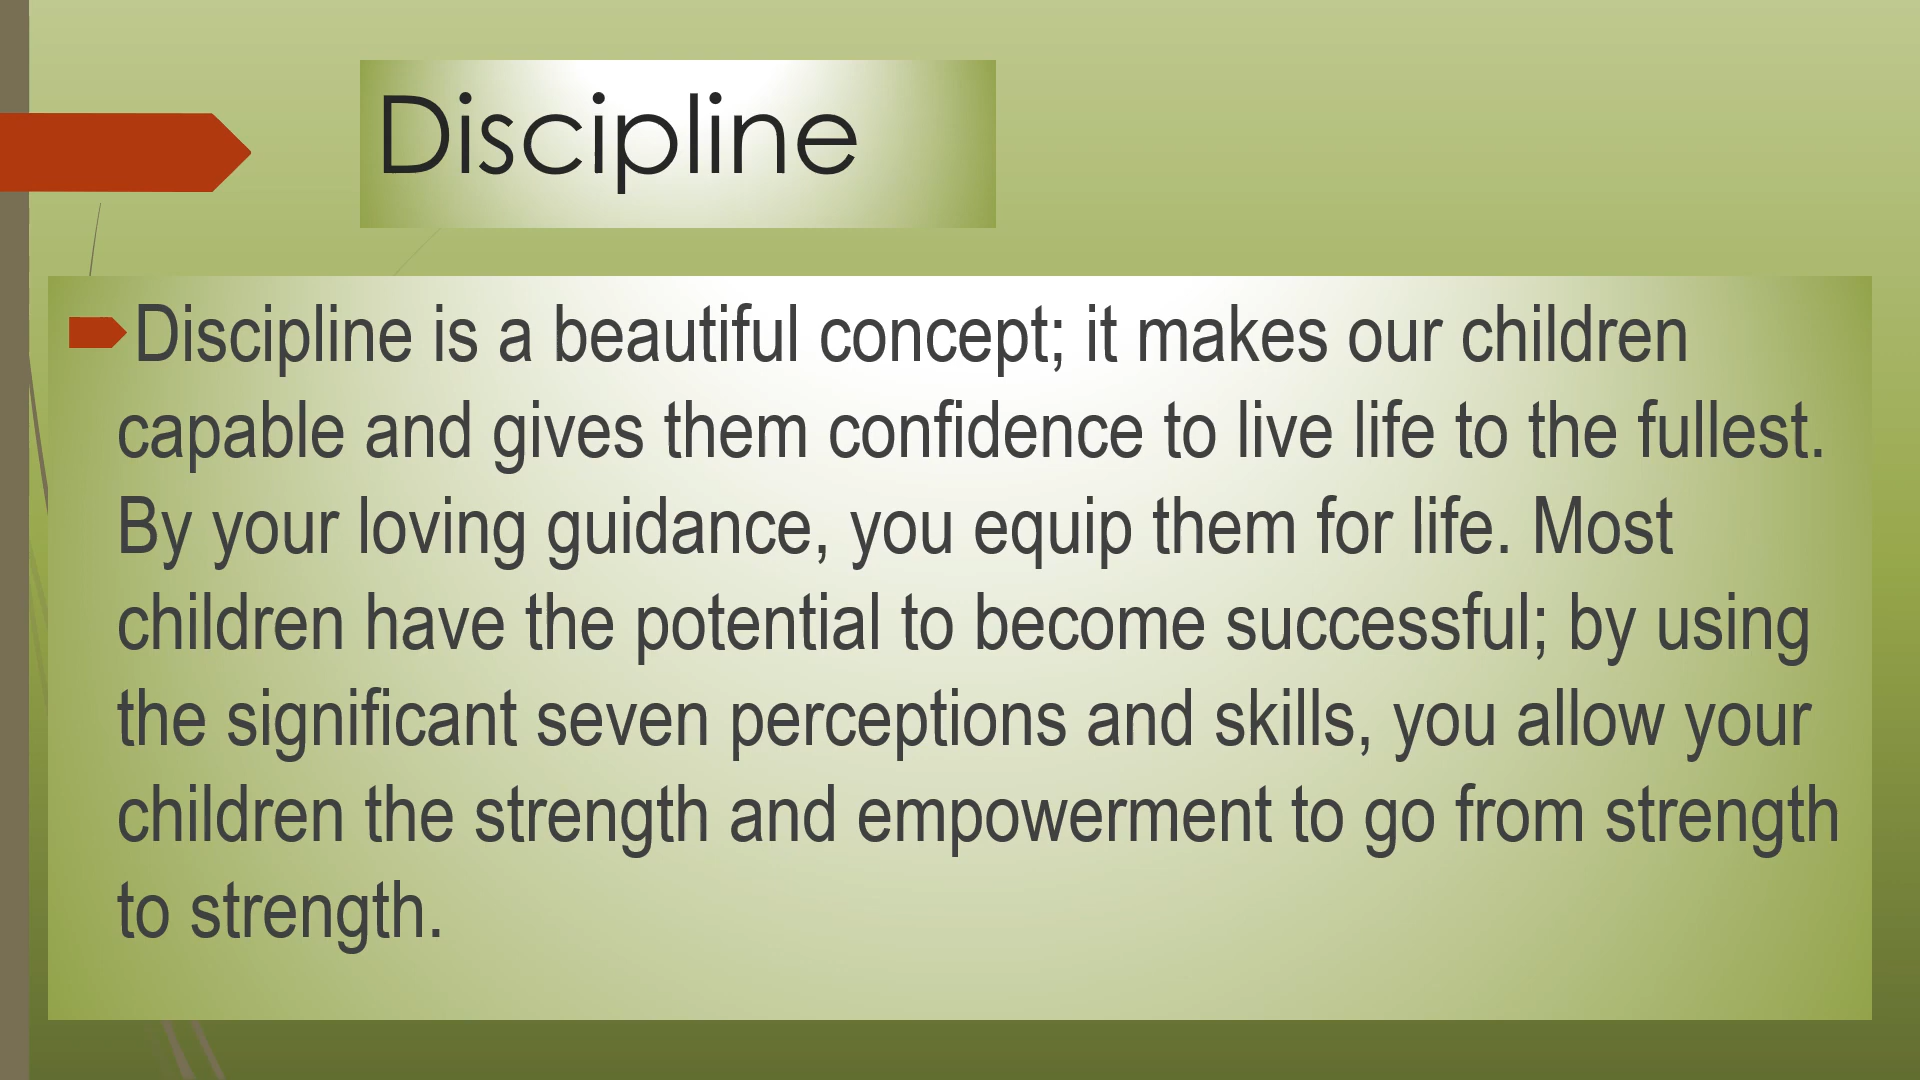 Discipline
Discipline is a beautiful concept; it makes our children
capable and gives them confidence to live life to the fullest.
By your loving guidance, you equip them for life. Most
children have the potential to become successful; by using
the significant seven perceptions and skills, you allow your
children the strength and empowerment to go from strength
to strength.